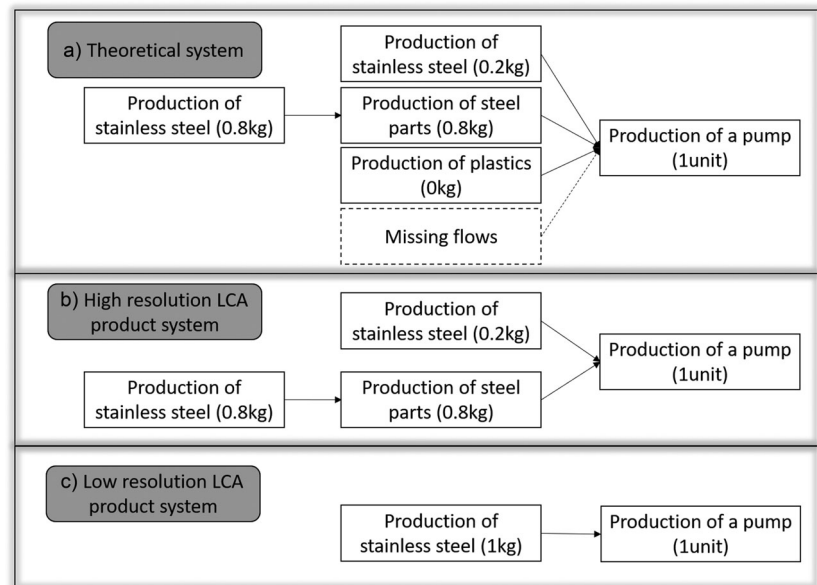 a) Theoretical system
Production of
stainless steel (0.2kg)
Production of
stainless steel (0.8kg)
Production of steel
parts (0.8kg)
Production of plastics
(0kg)
Missing flows
Production of a pump
(1unit)
b) High resolution LCA
product system
Production of
stainless steel (0.2kg)
Production of
stainless steel (0.8kg)
Production of steel
parts (0.8kg)
Production of a pump
(1unit)
c) Low resolution LCA
product system
Production of
stainless steel (1kg)
Production of a pump
(1unit)